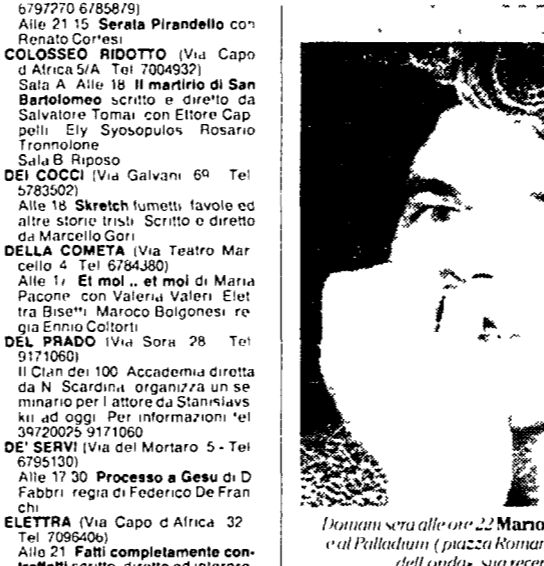 6797270 6785879)
Alle 21 15 Serata Pirandello con
Renato Cortesi
COLOSSEO RIDOTTO (Via Capo
d Africa 5/A Tel 7004932)
Sala A Alle 18 Il martirio di San
Bartolomeo scritto e diretto da
Salvatore Tomai con Ettore Cap
pelli Ely Syosopulos Rosario
Tronnolone
Sala B Riposo
DEI COCCI (Via Galvani 69 Tel
5783502)
Alle 18 Skretch fumetti favole ed
altre storie tristi Scritto e diretto
da Marcello Gori
DELLA COMETA (Via Teatro Mar
cello 4 Tel 6784380)
Alle 17 Et moi .. et moi di Maria
Pacone con Valeria Valeri Elet
tra Bisetti Maroco Bolgonesi re
gia Ennio Coltorti
DEL PRADO (Via Sora 28 Tel
9171060)
Il Clan dei 100 Accademia diretta
da N Scardina organizza un se
minario per l attore da Stanislavs
kii ad oggi Per informazioni tel
39720025 9171060
DE' SERVI (Via del Mortaro 5 - Tel
6795130)
Alle 17 30 Processo a Gesu di D
Fabbri regia di Federico De Fran
chi
ELETTRA (Via Capo d Africa 32
Tel 7096406)
Alle 21 Fatti completamente con-
scritto diretto ed
Domani sera alle ore 22 Mario
e al Palladium (piazza Roman
dell onda», sua recen